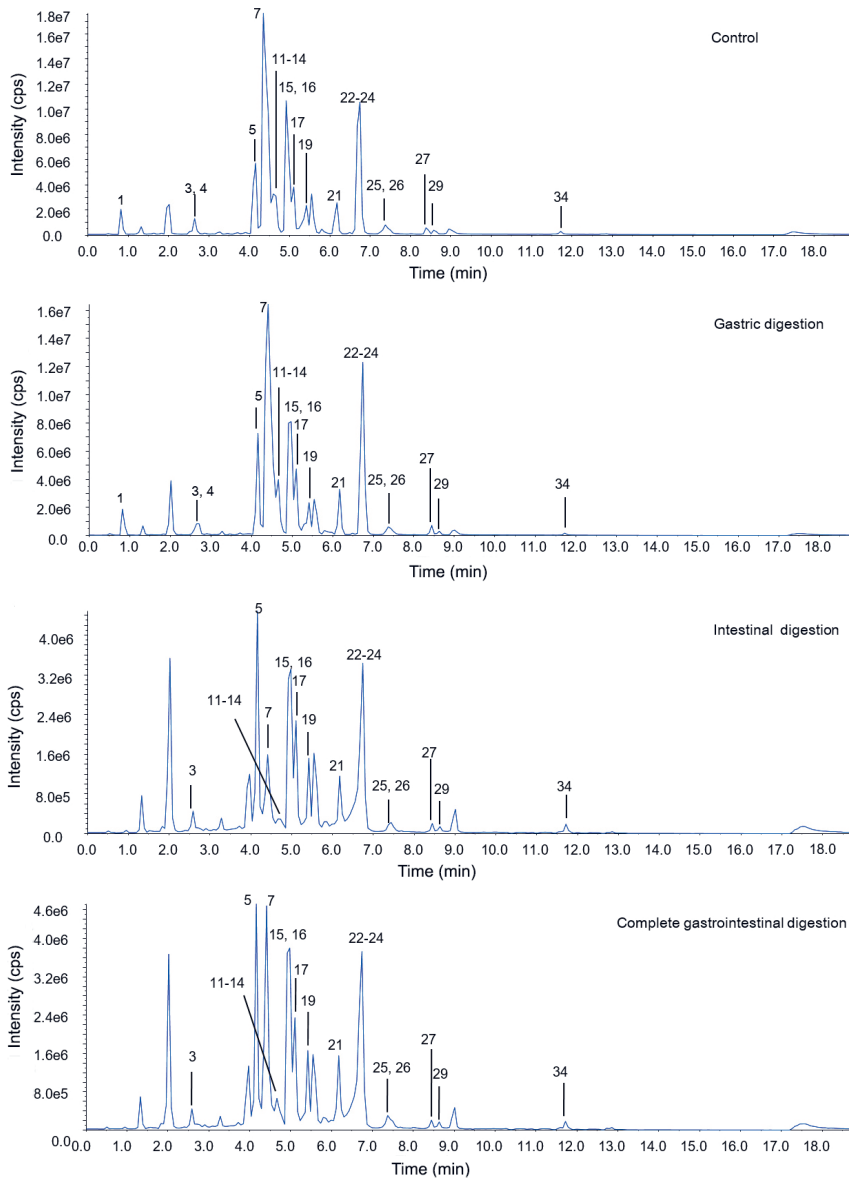 Control
Intensity (cps)
1.8e7
1.6e7
1.4e7
1.2e7
1.0e7
8.0e6
6.0e6
4.0e6
2.0e6
0.0
7
11-14
15, 16
22-24
5
17
19
27
1
3, 4
21
25, 26
29
34
0.0 1.0 2.0 3.0 4.0 5.0 6.0 7.0 8.0 9.0 10.0 11.0 12.0 13.0 14.0 15.0 16.0 17.0 18.0
Time (min)
Gastric digestion
Intensity (cps)
1.6e7
1.4e7
1.2e7
1.0e7
8.0e6
6.0e6
4.0e6
2.0e6
0.0
7
22-24
11-14
5
15, 16
17
19
27
1
3, 4
21
25, 26
29
34
0.0 1.0 2.0 3.0 4.0 5.0 6.0 7.0 8.0 9.0 10.0 11.0 12.0 13.0 14.0 15.0 16.0 17.0 18.0
Time (min)
Intestinal digestion
Intensity (cps)
4.0e6
3.2e6
2.4e6
1.6e6
8.0e5
0.0
5
15, 16
22-24
17
11-14
7
19
27
3
21
25, 26
29
34
0.0 1.0 2.0 3.0 4.0 5.0 6.0 7.0 8.0 9.0 10.0 11.0 12.0 13.0 14.0 15.0 16.0 17.0 18.0
Time (min)
Complete gastrointestinal digestion
Intensity (cps)
4.6e6
4.0e6
3.2e6
2.4e6
1.6e6
8.0e5
0.0
5
7
15, 16
22-24
17
11-14
19
27
3
21
25, 26
29
34
0.0 1.0 2.0 3.0 4.0 5.0 6.0 7.0 8.0 9.0 10.0 11.0 12.0 13.0 14.0 15.0 16.0 17.0 18.0
Time (min)